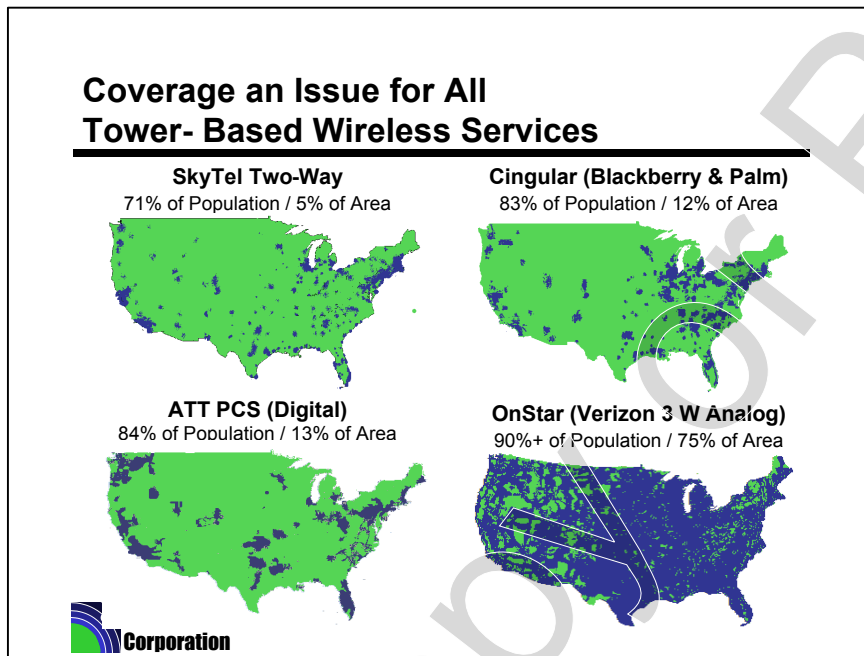 Coverage an Issue for All
Tower- Based Wireless Services
SkyTel Two-Way
71% of Population / 5% of Area
Cingular (Blackberry & Palm)
83% of Population / 12% of Area
ATT PCS (Digital)
84% of Population / 13% of Area
OnStar (Verizon 3 W Analog)
90%+ of Population / 75% of Area
Corporation